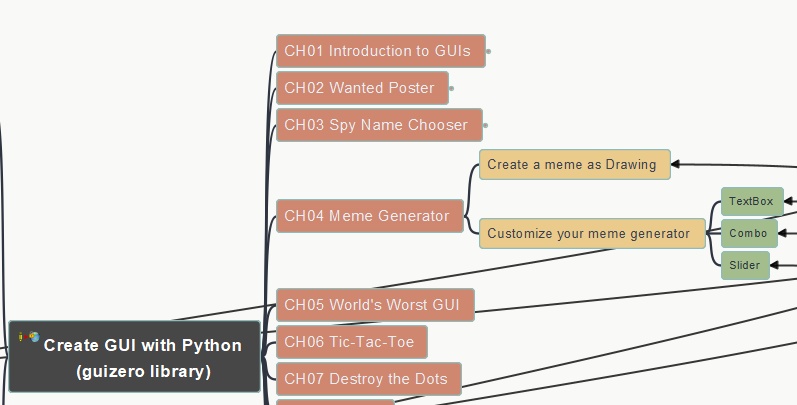 CH01 Introduction to GUIs
CH02 Wanted Poster
CH03 Spy Name Chooser
Create a meme as Drawing
CH04 Meme Generator
TextBox
Customize your meme generator
Combo
Slider
CH05 World's Worst GUI
CH06 Tic-Tac-Toe
Create GUI with Python
(guizero library)
CH07 Destroy the Dots